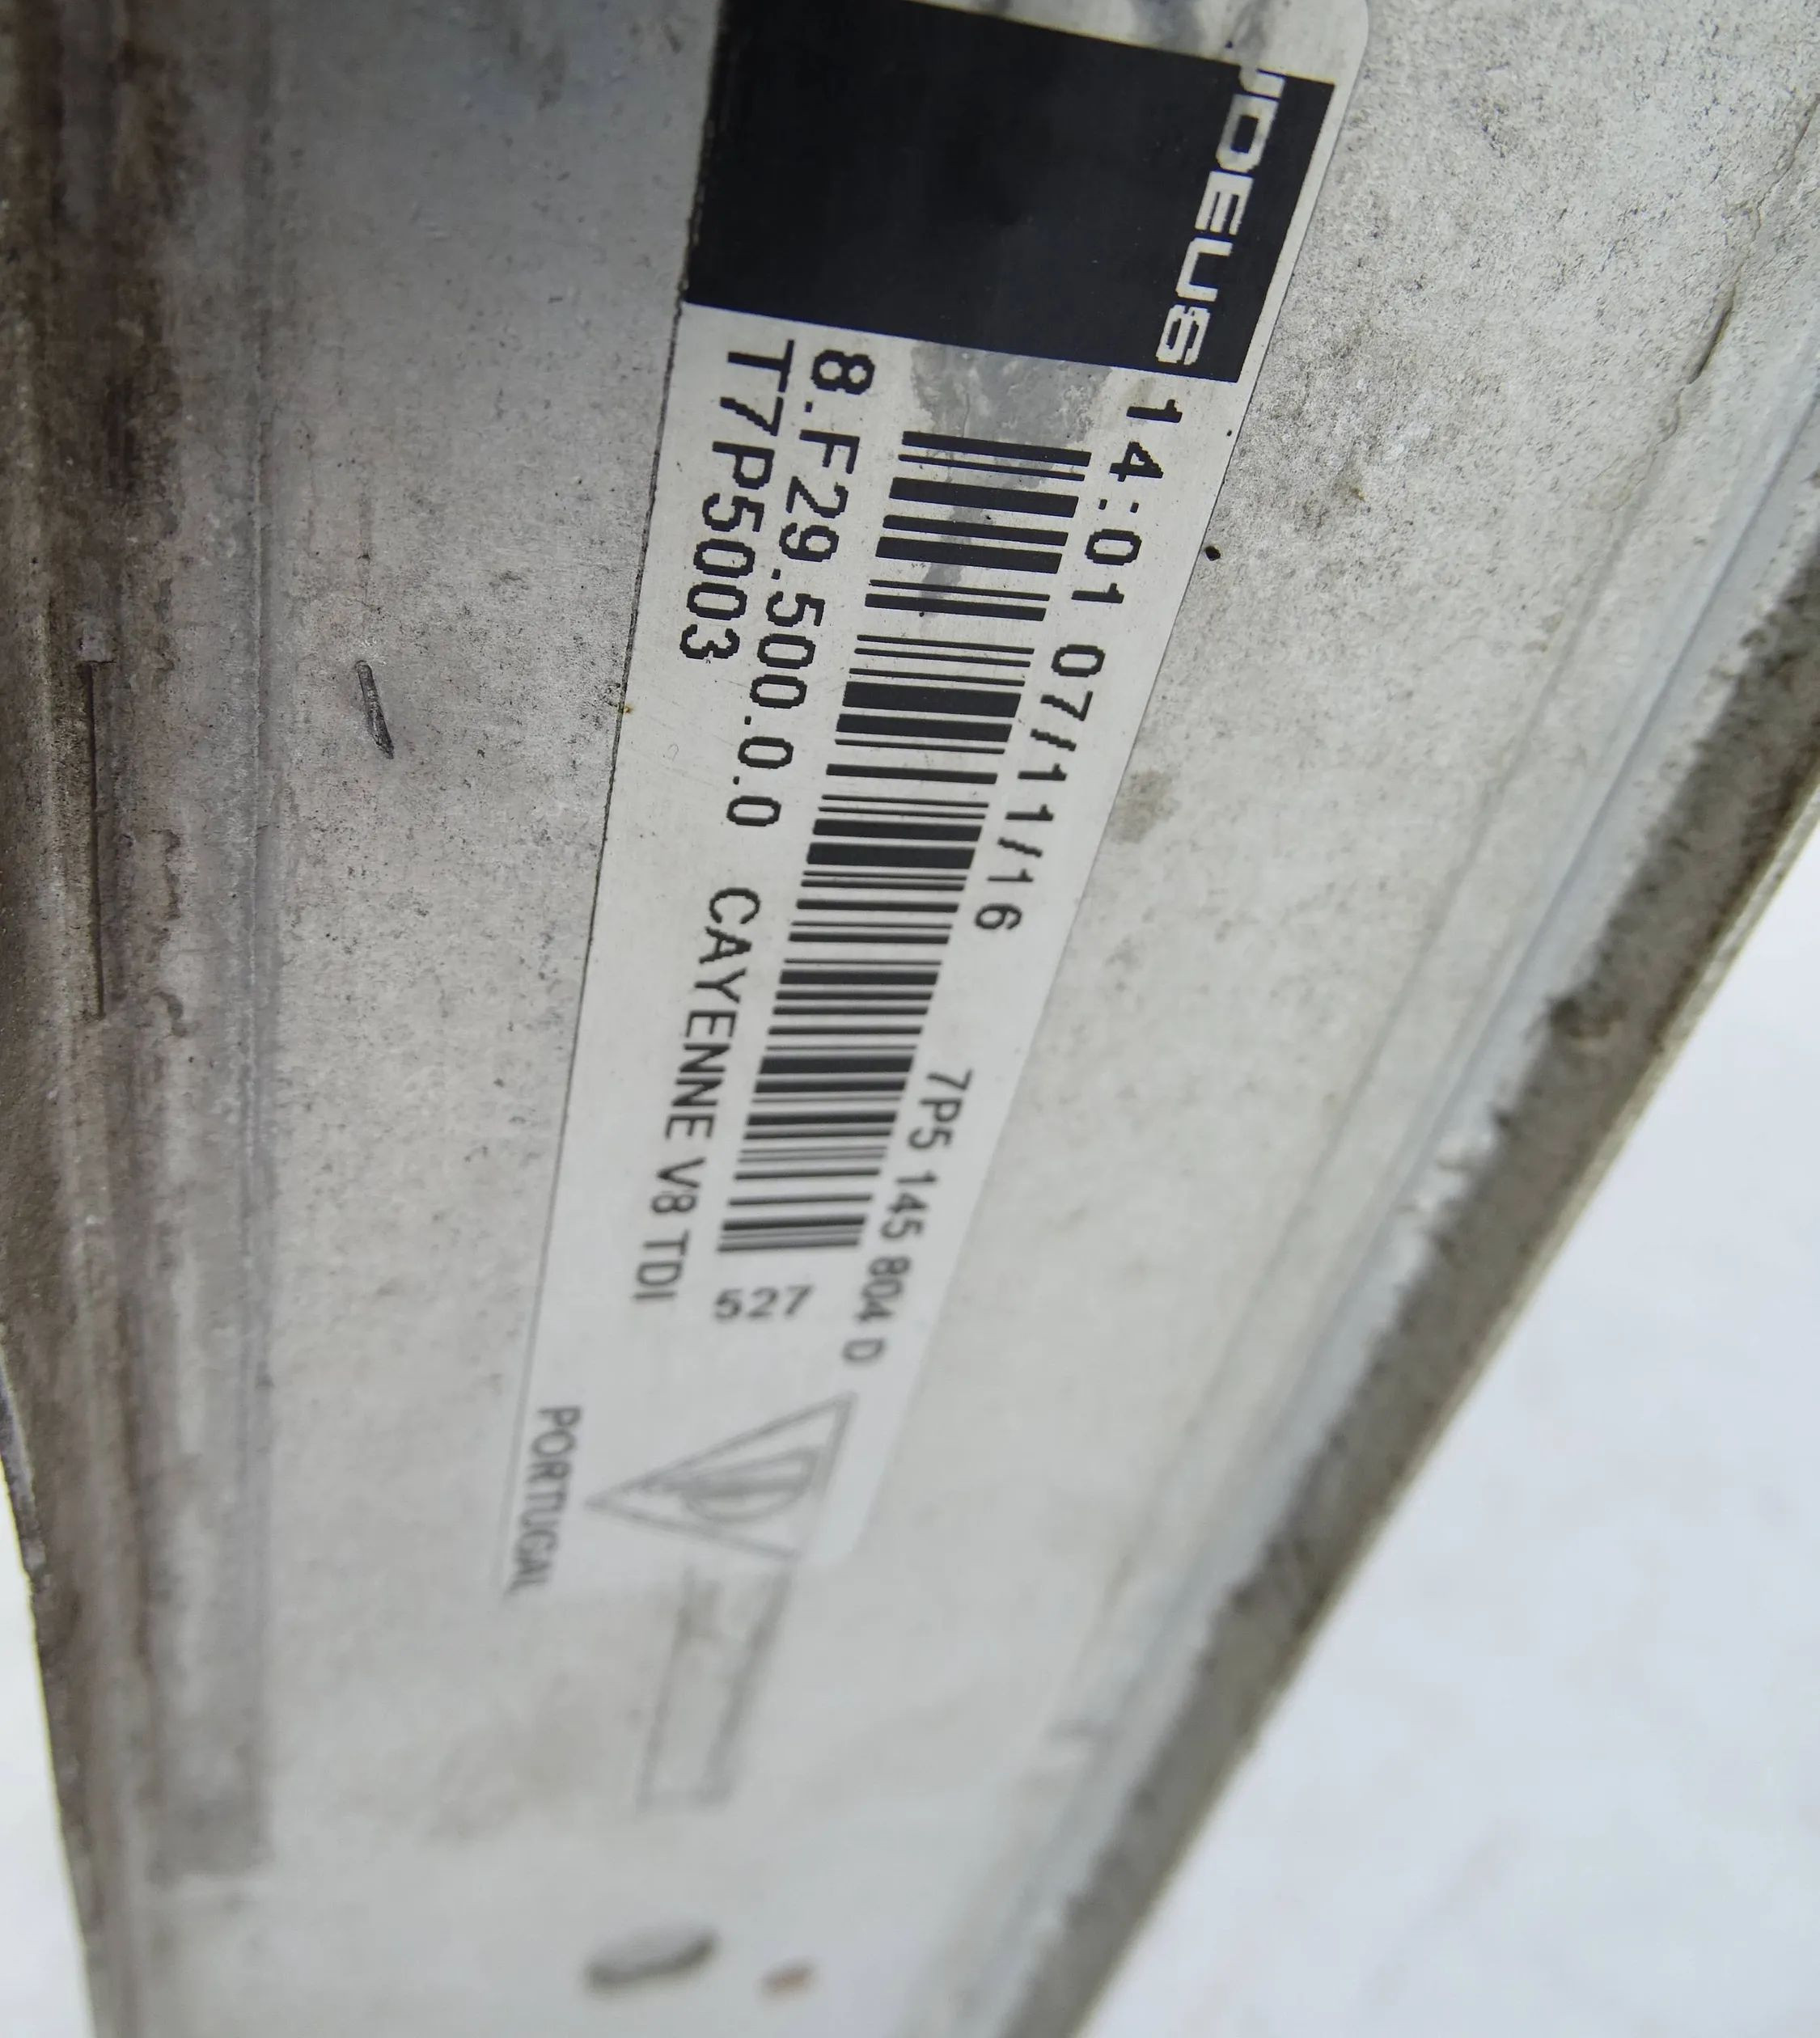 JDEUS
14:01 07/11/16
7P5 145 804 D
527
8.F29.500.0.0 CAYENNE V8 TDI
T7P5003
PORTUGAL